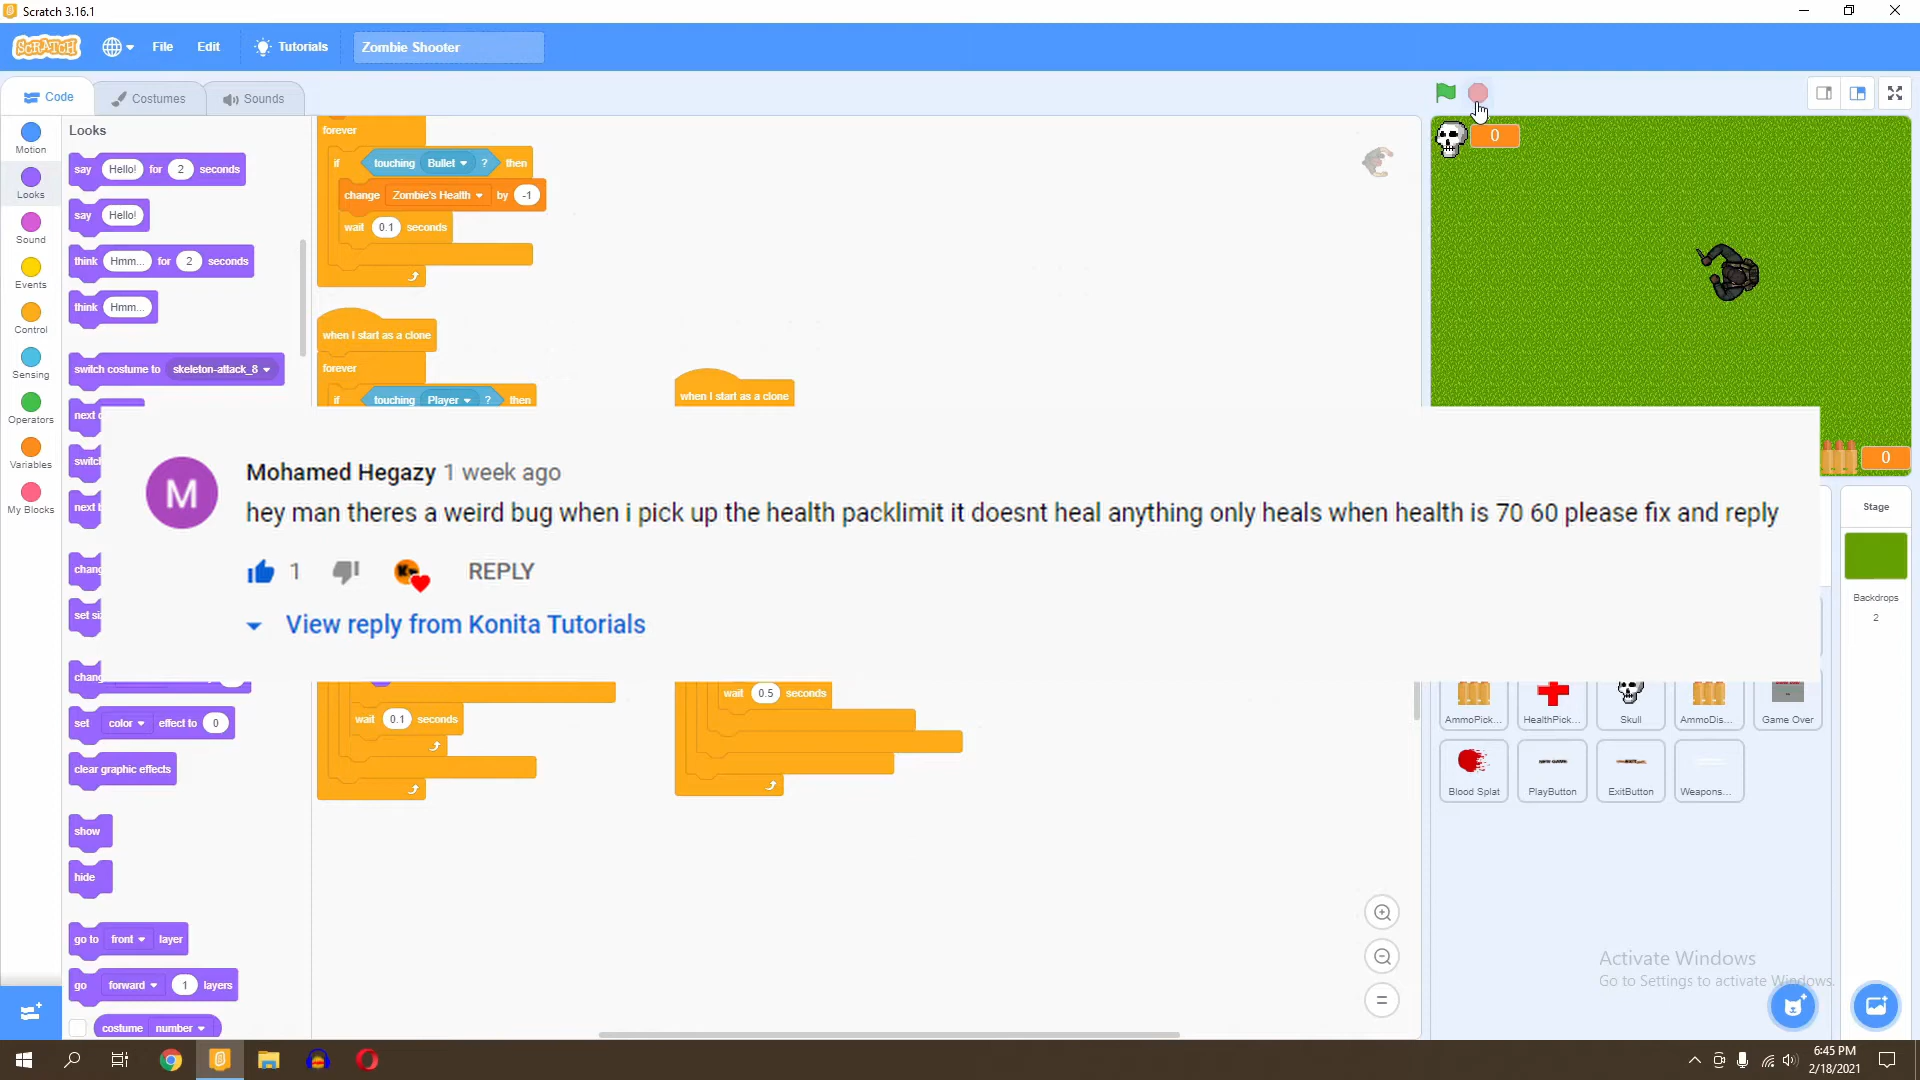 Scratch 3.16.1
SCRATCH File Edit Tutorials Zombie Shooter
Code Costumes Sounds
Motion
Looks
Sound
Events
Control
Sensing
Operators
Variables
My Blocks
Looks
say Hello! for 2 seconds
say Hello!
think Hmm... for 2 seconds
think Hmm...
switch costume to skeleton-attack_8
next
switch
next
chang
set si
chang
set color effect to 0
clear graphic effects
show
hide
go to front layer
go forward 1 layers
costume number
forever
if touching Bullet ? then
change Zombie's Health by -1
wait 0.1 seconds
when I start as a clone
forever
if touching Player ? then
when I start as a clone
wait 0.1 seconds
wait 0.5 seconds
0
0
M
Mohamed Hegazy 1 week ago
hey man theres a weird bug when i pick up the health packlimit it doesnt heal anything only heals when health is 70 60 please fix and reply
1 REPLY
View reply from Konita Tutorials
Stage
Backdrops
2
AmmoPick... HealthPick... Skull AmmoDis... Game Over
Blood Splat PlayButton ExitButton Weapons...
Activate Windows
Go to Settings to activate Windows.
6:45 PM
2/18/2021